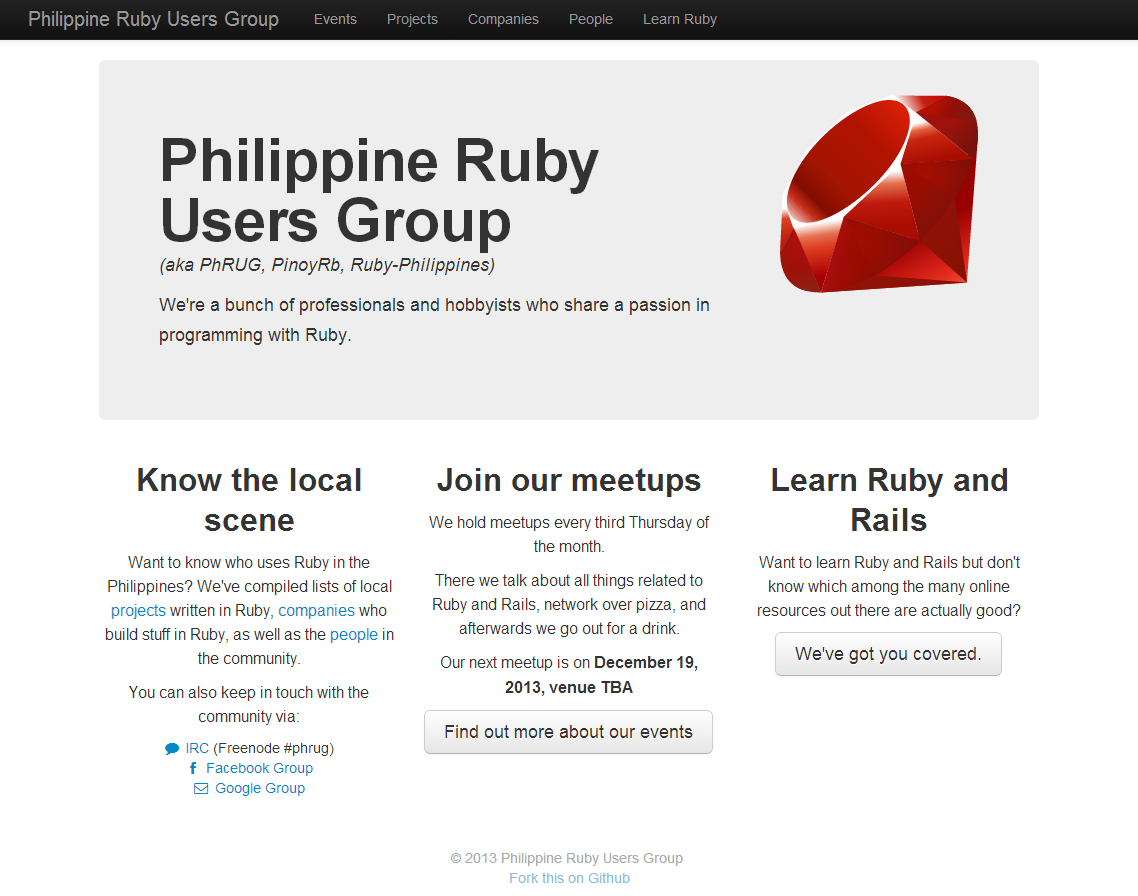 Philippine Ruby Users Group Events Projects Companies People Learn Ruby
Philippine Ruby
Users Group
(aka PhRUG, PinoyRb, Ruby-Philippines)
We're a bunch of professionals and hobbyists who share a passion in
programming with Ruby.
Know the local
scene
Want to know who uses Ruby in the
Philippines? We've compiled lists of local
projects written in Ruby, companies who
build stuff in Ruby, as well as the people in
the community.
You can also keep in touch with the
community via:
IRC (Freenode #phrug)
Facebook Group
Google Group
Join our meetups
We hold meetups every third Thursday of
the month.
There we talk about all things related to
Ruby and Rails, network over pizza, and
afterwards we go out for a drink.
Our next meetup is on December 19,
2013, venue TBA
Find out more about our events
Learn Ruby and
Rails
Want to learn Ruby and Rails but don't
know which among the many online
resources out there are actually good?
We've got you covered.
© 2013 Philippine Ruby Users Group
Fork this on Github